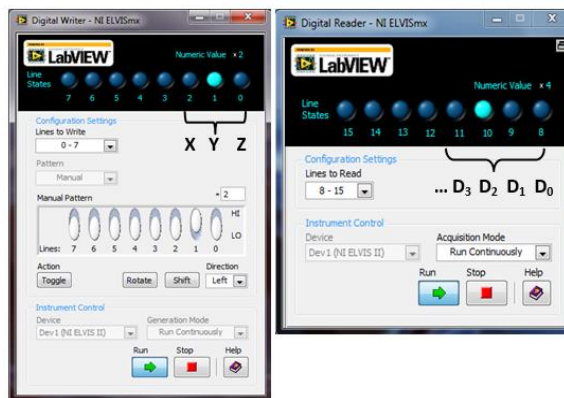 Digital Writer - NI ELVISmx
LabVIEW
Numeric Value x 2
Line States
7 6 5 4 3 2 1 0
X Y Z
Configuration Settings
Lines to Write
0 - 7
Pattern
Manual
Manual Pattern
= 2
HI
LO
Lines: 7 6 5 4 3 2 1 0
Action
Direction
Toggle Rotate Shift Left
Instrument Control
Device
Generation Mode
Dev1 (NI ELVIS II)
Run Continuously
Run Stop Help
Digital Reader - NI ELVISmx
LabVIEW
Numeric Value x 4
Line States
15 14 13 12 11 10 9 8
Configuration Settings
Lines to Read
8 - 15
... D3 D2 D1 D0
Instrument Control
Device
Acquisition Mode
Dev1 (NI ELVIS II)
Run Continuously
Run Stop Help